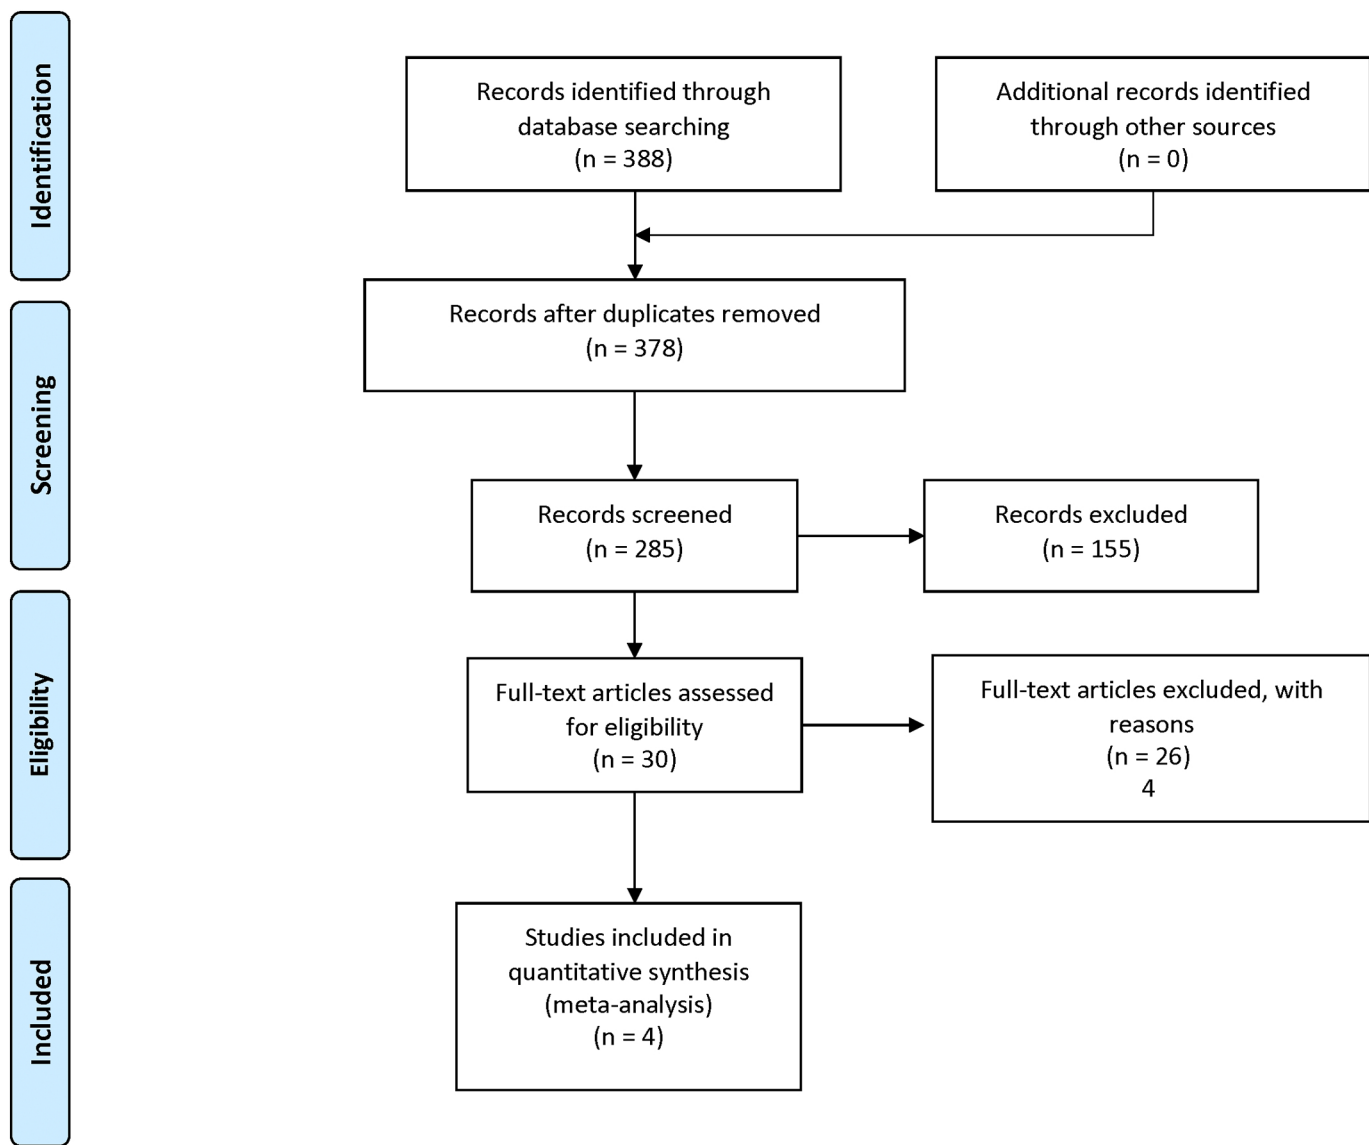 Identification
Records identified through
database searching
(n = 388)
Additional records identified
through other sources
(n = 0)
Records after duplicates removed
(n = 378)
Screening
Records screened
(n = 285)
Records excluded
(n = 155)
Eligibility
Full-text articles assessed
for eligibility
(n = 30)
Full-text articles excluded, with
reasons
(n = 26)
4
Included
Studies included in
quantitative synthesis
(meta-analysis)
(n = 4)